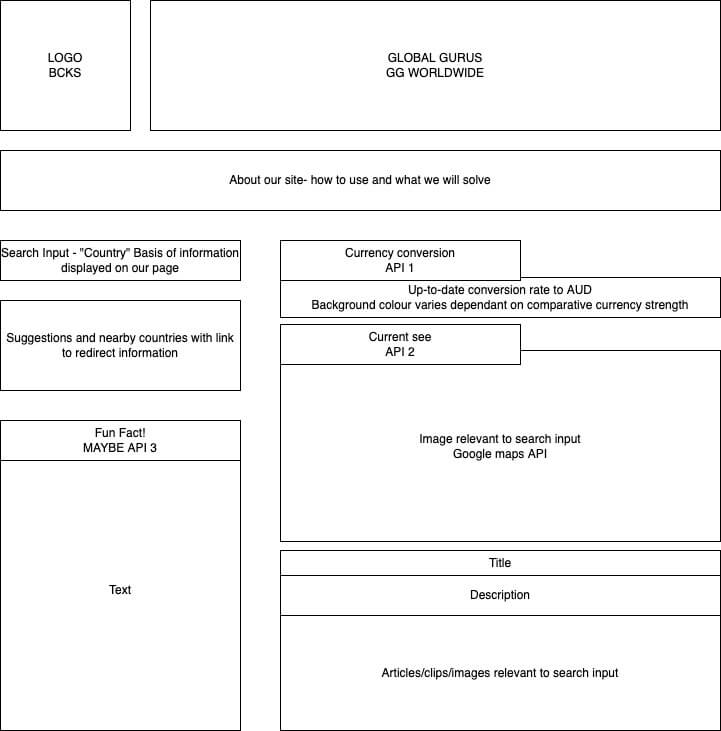 LOGO
BCKS
GLOBAL GURUS
GG WORLDWIDE
About our site- how to use and what we will solve
Search Input - "Country" Basis of information
displayed on our page
Suggestions and nearby countries with link
to redirect information
Fun Fact!
MAYBE API 3
Text
Currency conversion
API 1
Up-to-date conversion rate to AUD
Background colour varies dependant on comparative currency strength
Current see
API 2
Image relevant to search input
Google maps API
Title
Description
Articles/clips/images relevant to search input